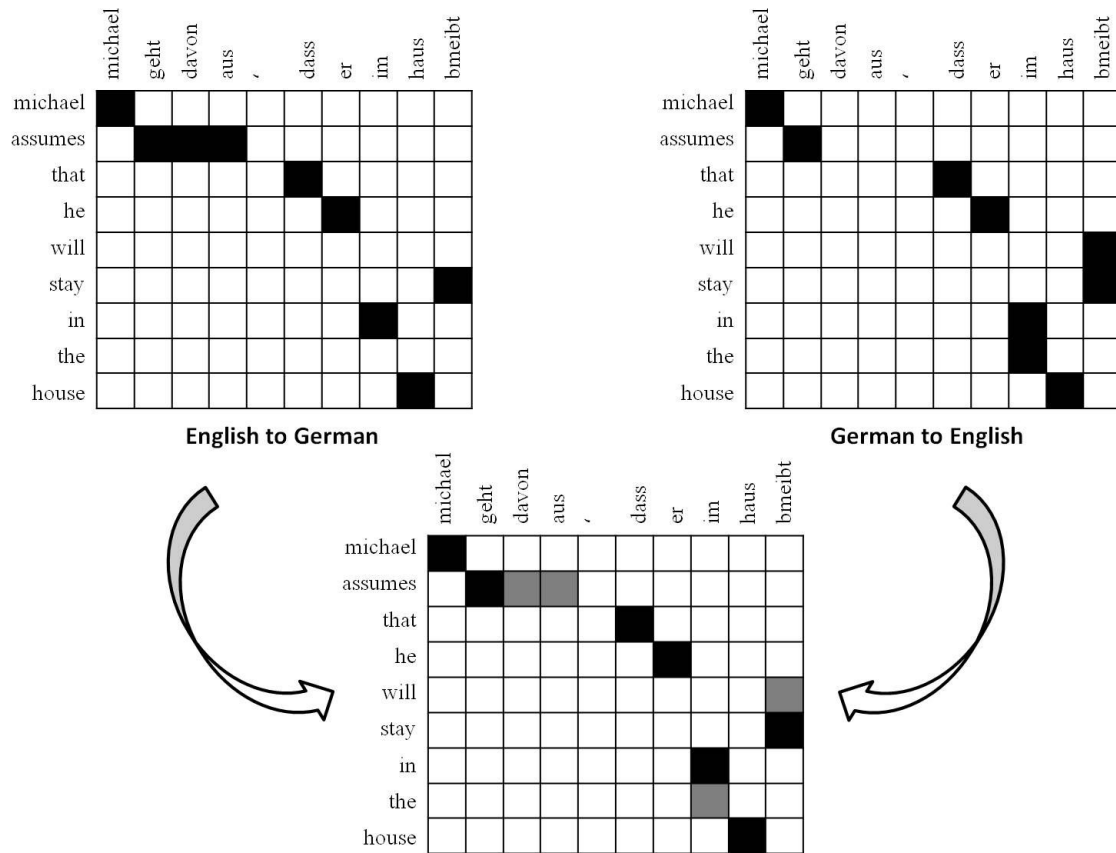 michael geht davon aus , dass er im haus bmeibt
michael
assumes
that
he
will
stay
in
the
house
English to German
michael geht davon aus , dass er im haus bmeibt
michael
assumes
that
he
will
stay
in
the
house
German to English
michael geht davon aus , dass er im haus bmeibt
michael
assumes
that
he
will
stay
in
the
house